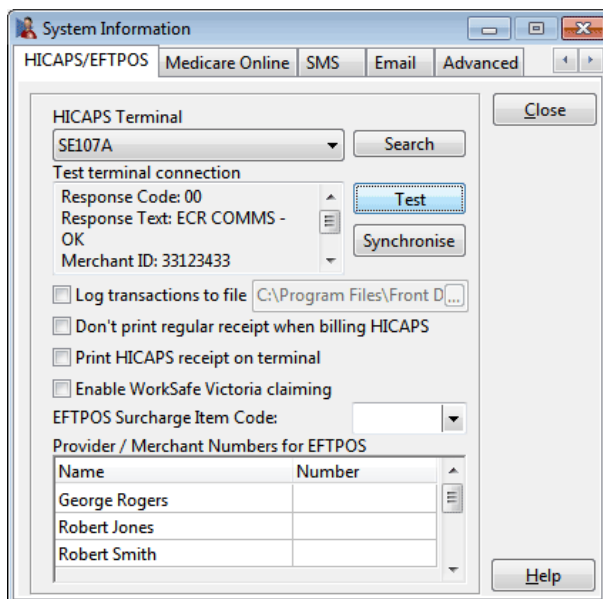 System Information
HICAPS/EFTPOS Medicare Online SMS Email Advanced
HICAPS Terminal
Close
SE107A Search
Test terminal connection
Response Code: 00
Response Text: ECR COMMS -
OK
Merchant ID: 33123433
Test
Synchronise
Log transactions to file C:\Program Files\Front D ...
Don't print regular receipt when billing HICAPS
Print HICAPS receipt on terminal
Enable WorkSafe Victoria claiming
EFTPOS Surcharge Item Code:
Provider / Merchant Numbers for EFTPOS
Name Number
George Rogers
Robert Jones
Robert Smith
Help